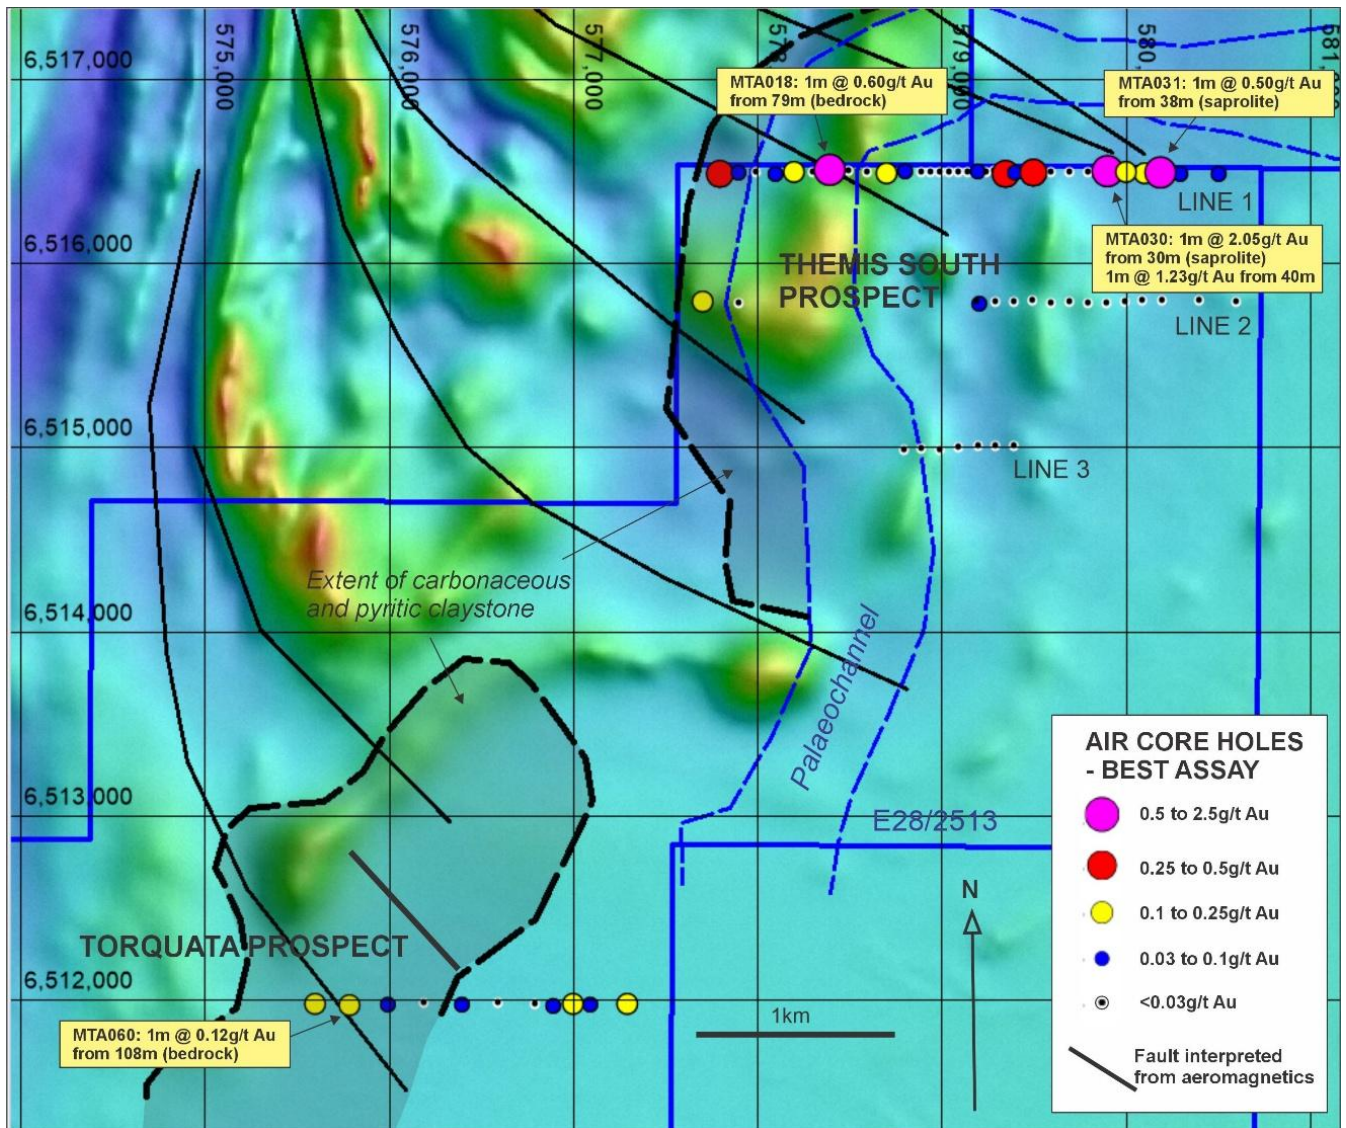 575,000
576,000
577,000
578,
579,000
580,
581,
6,517,000
6,516,000
6,515,000
6,514,000
6,513,000
6,512,000
MTA018: 1m @ 0.60g/t Au
from 79m (bedrock)
MTA031: 1m @ 0.50g/t Au
from 38m (saprolite)
LINE 1
MTA030: 1m @ 2.05g/t Au
from 30m (saprolite)
1m @ 1.23g/t Au from 40m
THEMIS SOUTH
PROSPECT
LINE 2
LINE 3
Extent of carbonaceous
and pyritic claystone
Palaeochannel
E28/2513
TORQUATA PROSPECT
MTA060: 1m @ 0.12g/t Au
from 108m (bedrock)
1km
N
AIR CORE HOLES
- BEST ASSAY
0.5 to 2.5g/t Au
0.25 to 0.5g/t Au
0.1 to 0.25g/t Au
0.03 to 0.1g/t Au
<0.03g/t Au
Fault interpreted
from aeromagnetics